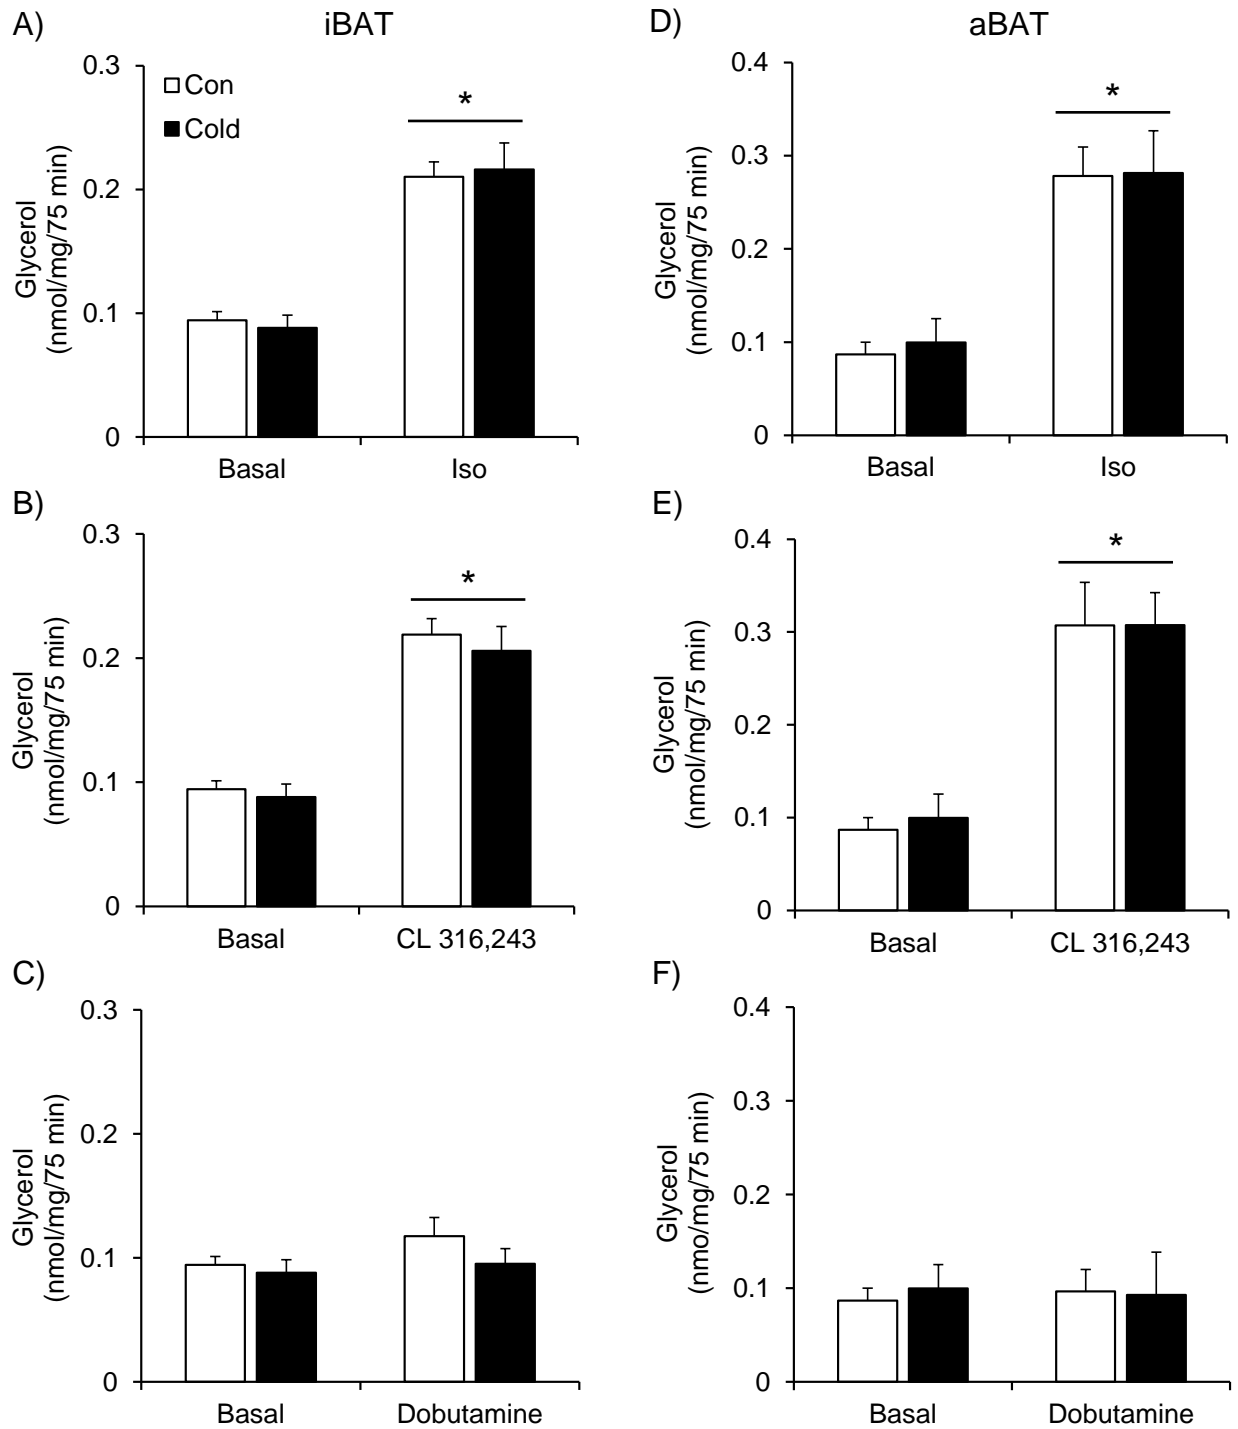 A)
iBAT
Con
Cold
*
0.3
0.2
0.1
0
Glycerol
(nmol/mg/75 min)
Basal
Iso
D)
aBAT
*
0.4
0.3
0.2
0.1
0
Glycerol
(nmol/mg/75 min)
Basal
Iso
B)
*
0.3
0.2
0.1
0
Glycerol
(nmol/mg/75 min)
Basal
CL 316,243
E)
*
0.4
0.3
0.2
0.1
0
Glycerol
(nmol/mg/75 min)
Basal
CL 316,243
C)
0.3
0.2
0.1
0
Glycerol
(nmol/mg/75 min)
Basal
Dobutamine
F)
0.4
0.3
0.2
0.1
0
Glycerol
(nmo/mg/75 min)
Basal
Dobutamine